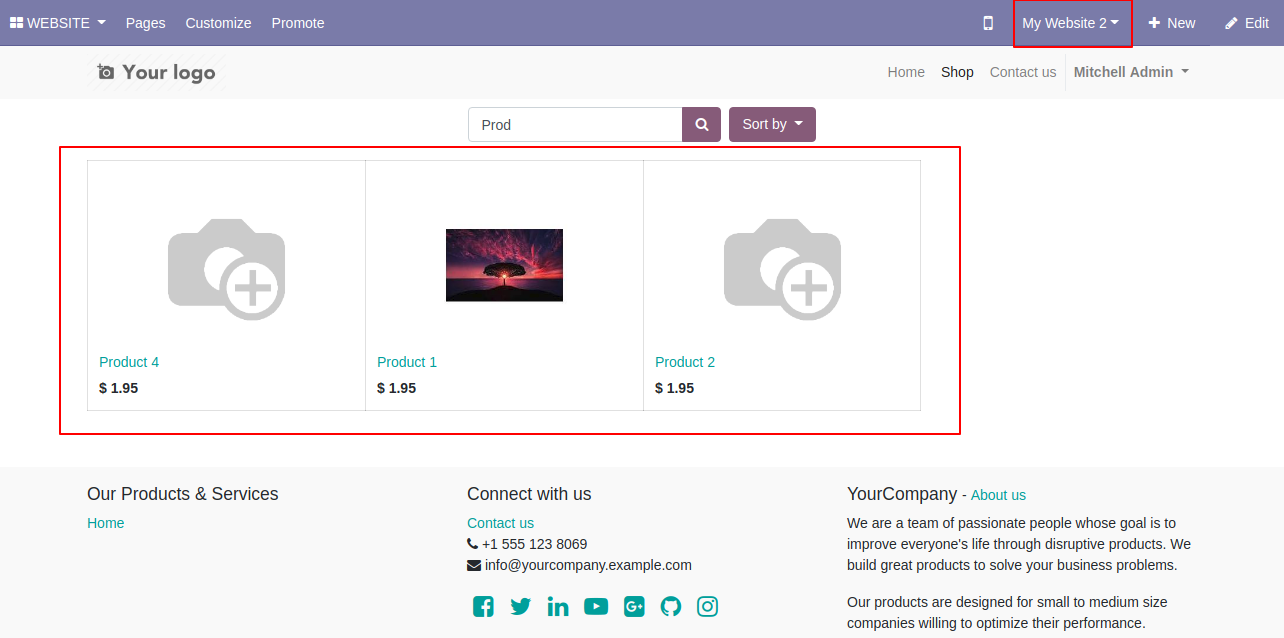 WEBSITE Pages Customize Promote My Website 2 New Edit
Your logo Home Shop Contact us Mitchell Admin
Prod Sort by
Product 4 Product 1 Product 2
$ 1.95 $ 1.95 $ 1.95
Our Products & Services
Home
Connect with us
Contact us
+1 555 123 8069
info@yourcompany.example.com
YourCompany - About us
We are a team of passionate people whose goal is to
improve everyone's life through disruptive products. We
build great products to solve your business problems.
Our products are designed for small to medium size
companies willing to optimize their performance.